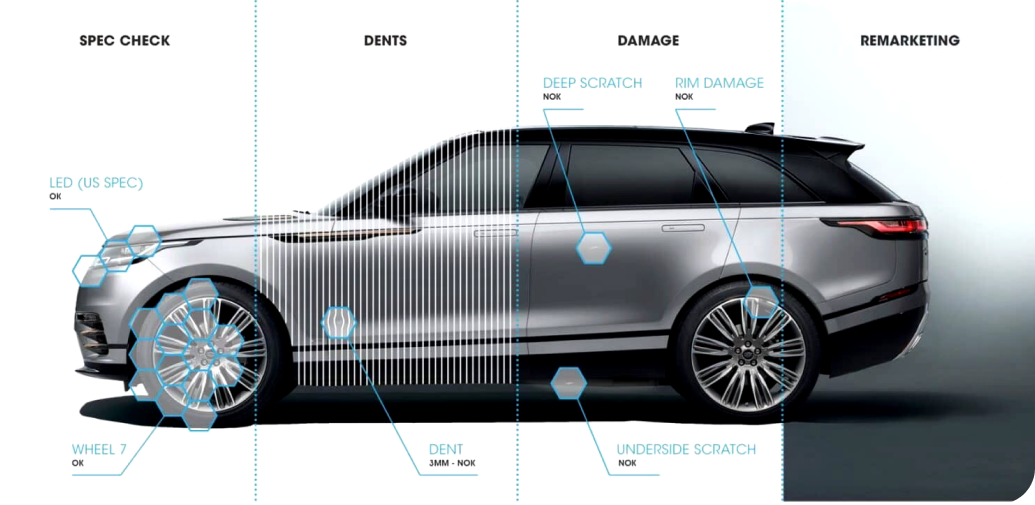 SPEC CHECK
DENTS
DAMAGE
REMARKETING
DEEP SCRATCH
NOK
RIM DAMAGE
NOK
LED (US SPEC)
OK
WHEEL 7
OK
DENT
3MM - NOK
UNDERSIDE SCRATCH
NOK